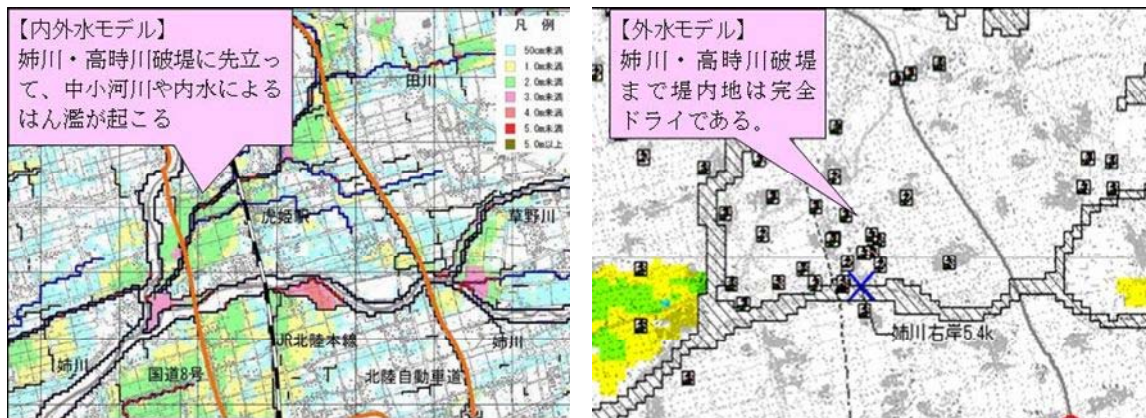 【内外水モデル】
姉川・高時川破堤に先立っ
て、中小河川や内水による
はん濫が起こる
凡 例
50cm未満
1.0m未満
2.0m未満
3.0m未満
4.0m未満
5.0m未満
5.0m以上
田川
虎姫駅
草野川
JR北陸本線
姉川
姉川
国道8号
北陸自動車道
【外水モデル】
姉川・高時川破堤
まで堤内地は完全
ドライである。
姉川右岸5.4k